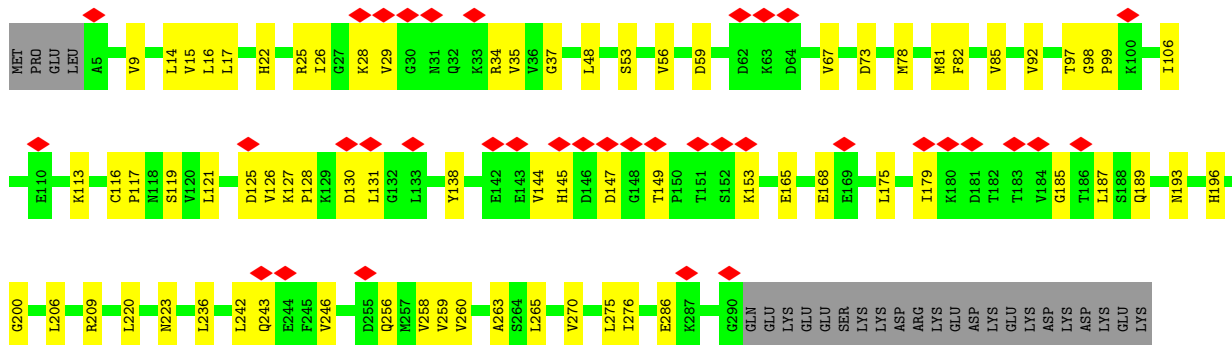 MET PRO GLU LEU A5 V9 L14 V15 L16 L17 H22 R25 I26 G27 K28 V29 G30 N31 Q32 K33 R34 V35 V36 G37 L48 S53 V56 D59 D62 K63 D64 V67 D73 M78 M81 F82 V85 V92 T97 G98 P99 K100 I106
E110 K113 C116 P117 N118 S119 V120 L121 D125 V126 K127 P128 K129 D130 L131 G132 L133 Y138 E142 E143 V144 H145 D146 D147 G148 T149 P150 T151 S152 K153 E165 E168 E169 L175 I179 K180 D181 T182 T183 V184 G185 T186 L187 S188 Q189 N193 H196
G200 L206 R209 L220 N223 L236 L242 Q243 E244 F245 V246 D255 Q256 M257 V258 V259 V260 A263 S264 L265 V270 L275 I276 E286 K287 G290 GLN GLU LYS GLU GLU SER LYS LYS ASP ARG LYS GLU ASP LYS GLU LYS ASP LYS ASP LYS GLU LYS